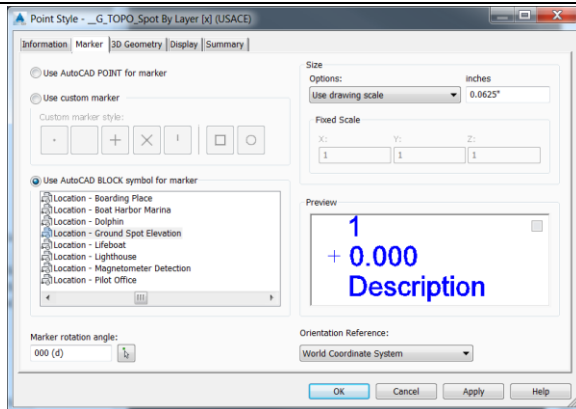 Point Style - __G_TOPO_Spot By Layer [x] (USACE)
Information Marker 3D Geometry Display Summary
Use AutoCAD POINT for marker
Use custom marker
Custom marker style:
Use AutoCAD BLOCK symbol for marker
Location - Boarding Place
Location - Boat Harbor Marina
Location - Dolphin
Location - Ground Spot Elevation
Location - Lifeboat
Location - Lighthouse
Location - Magnetometer Detection
Location - Pilot Office
Marker rotation angle:
000 (d)
Size
Options: inches
Use drawing scale 0.0625"
Fixed Scale
X: Y: Z:
1 1 1
Preview
1
+ 0.000
Description
Orientation Reference:
World Coordinate System
OK Cancel Apply Help